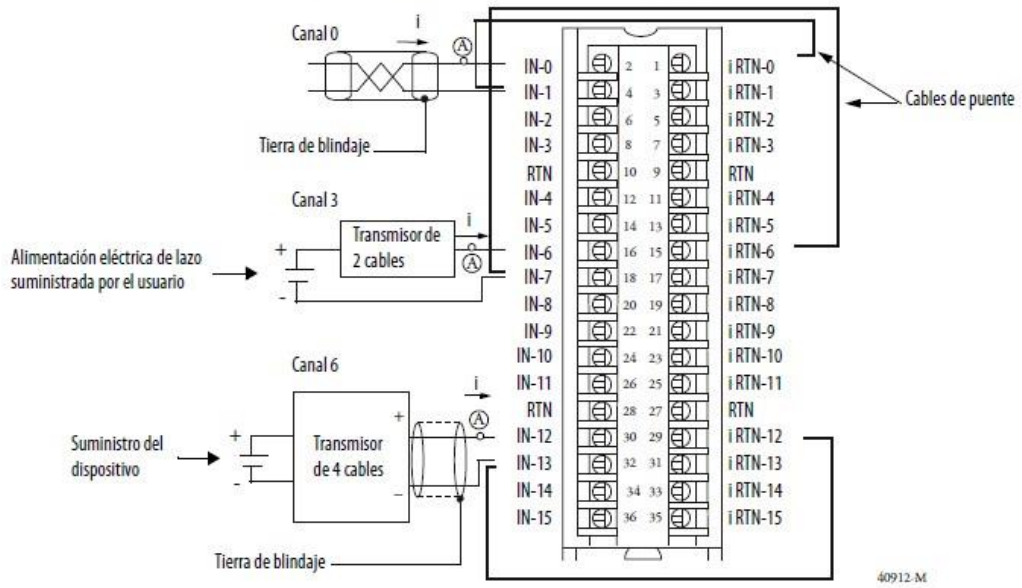 Canal 0
i
A
Tierra de blindaje
Canal 3
Transmisor de
2 cables
i
A
+
-
Alimentación eléctrica de lazo
suministrada por el usuario
Canal 6
Transmisor
de 4 cables
+
–
i
A
+
-
Suministro del
dispositivo
Tierra de blindaje
IN-0 2 1 i RTN-0
IN-1 4 3 i RTN-1
IN-2 6 5 i RTN-2
IN-3 8 7 i RTN-3
RTN 10 9 RTN
IN-4 12 11 i RTN-4
IN-5 14 13 i RTN-5
IN-6 16 15 i RTN-6
IN-7 18 17 i RTN-7
IN-8 20 19 i RTN-8
IN-9 22 21 i RTN-9
IN-10 24 23 i RTN-10
IN-11 26 25 i RTN-11
RTN 28 27 RTN
IN-12 30 29 i RTN-12
IN-13 32 31 i RTN-13
IN-14 34 33 i RTN-14
IN-15 36 35 i RTN-15
Cables de puente
40912-M